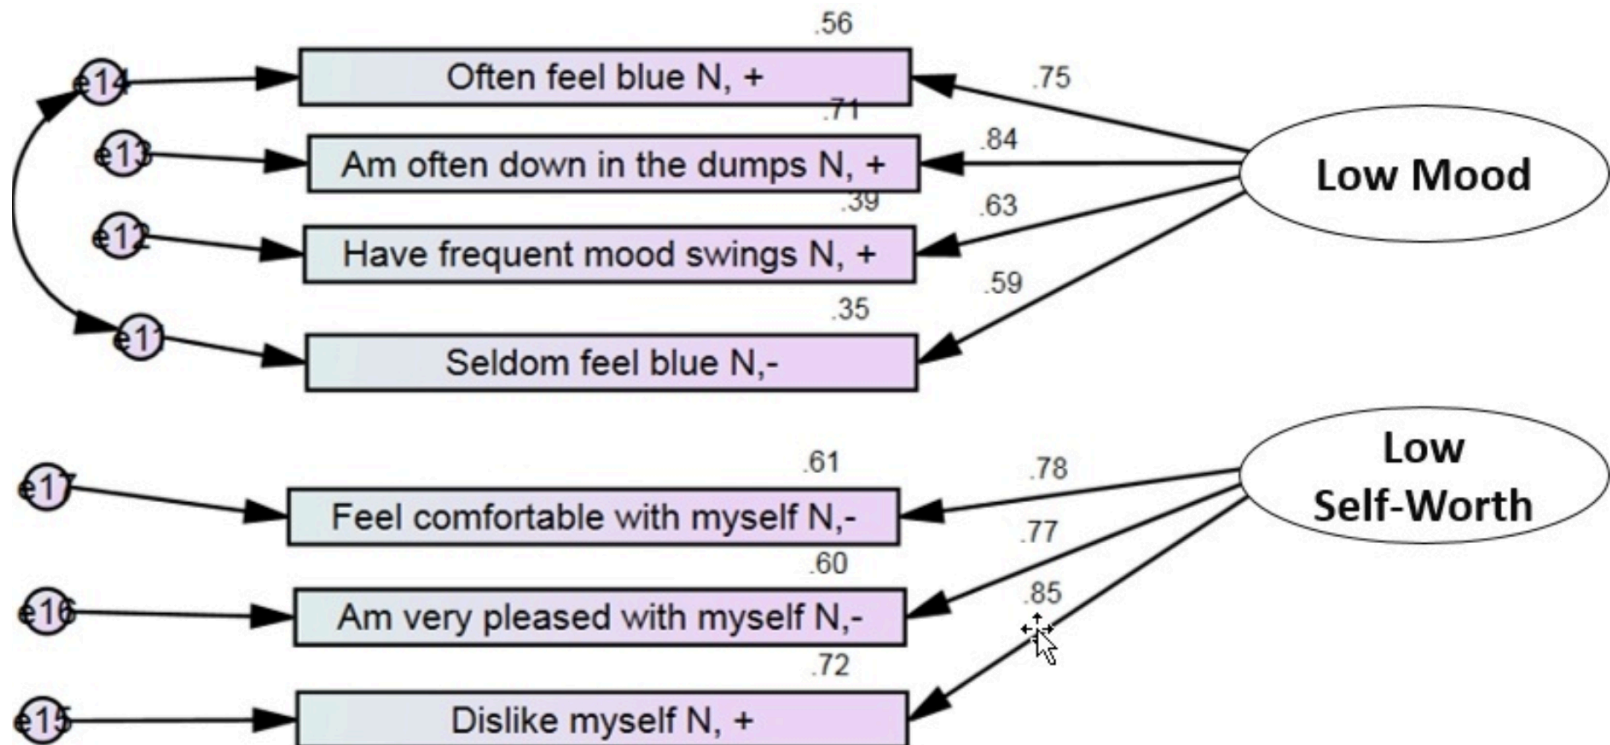 .56
e14
Often feel blue N, +
.75
.71
e13
Am often down in the dumps N, +
.84
Low Mood
.39
e12
Have frequent mood swings N, +
.63
.35
e11
Seldom feel blue N,-
.59
.61
e17
Feel comfortable with myself N,-
.78
Low
Self-Worth
.60
e16
Am very pleased with myself N,-
.77
.72
e15
Dislike myself N, +
.85